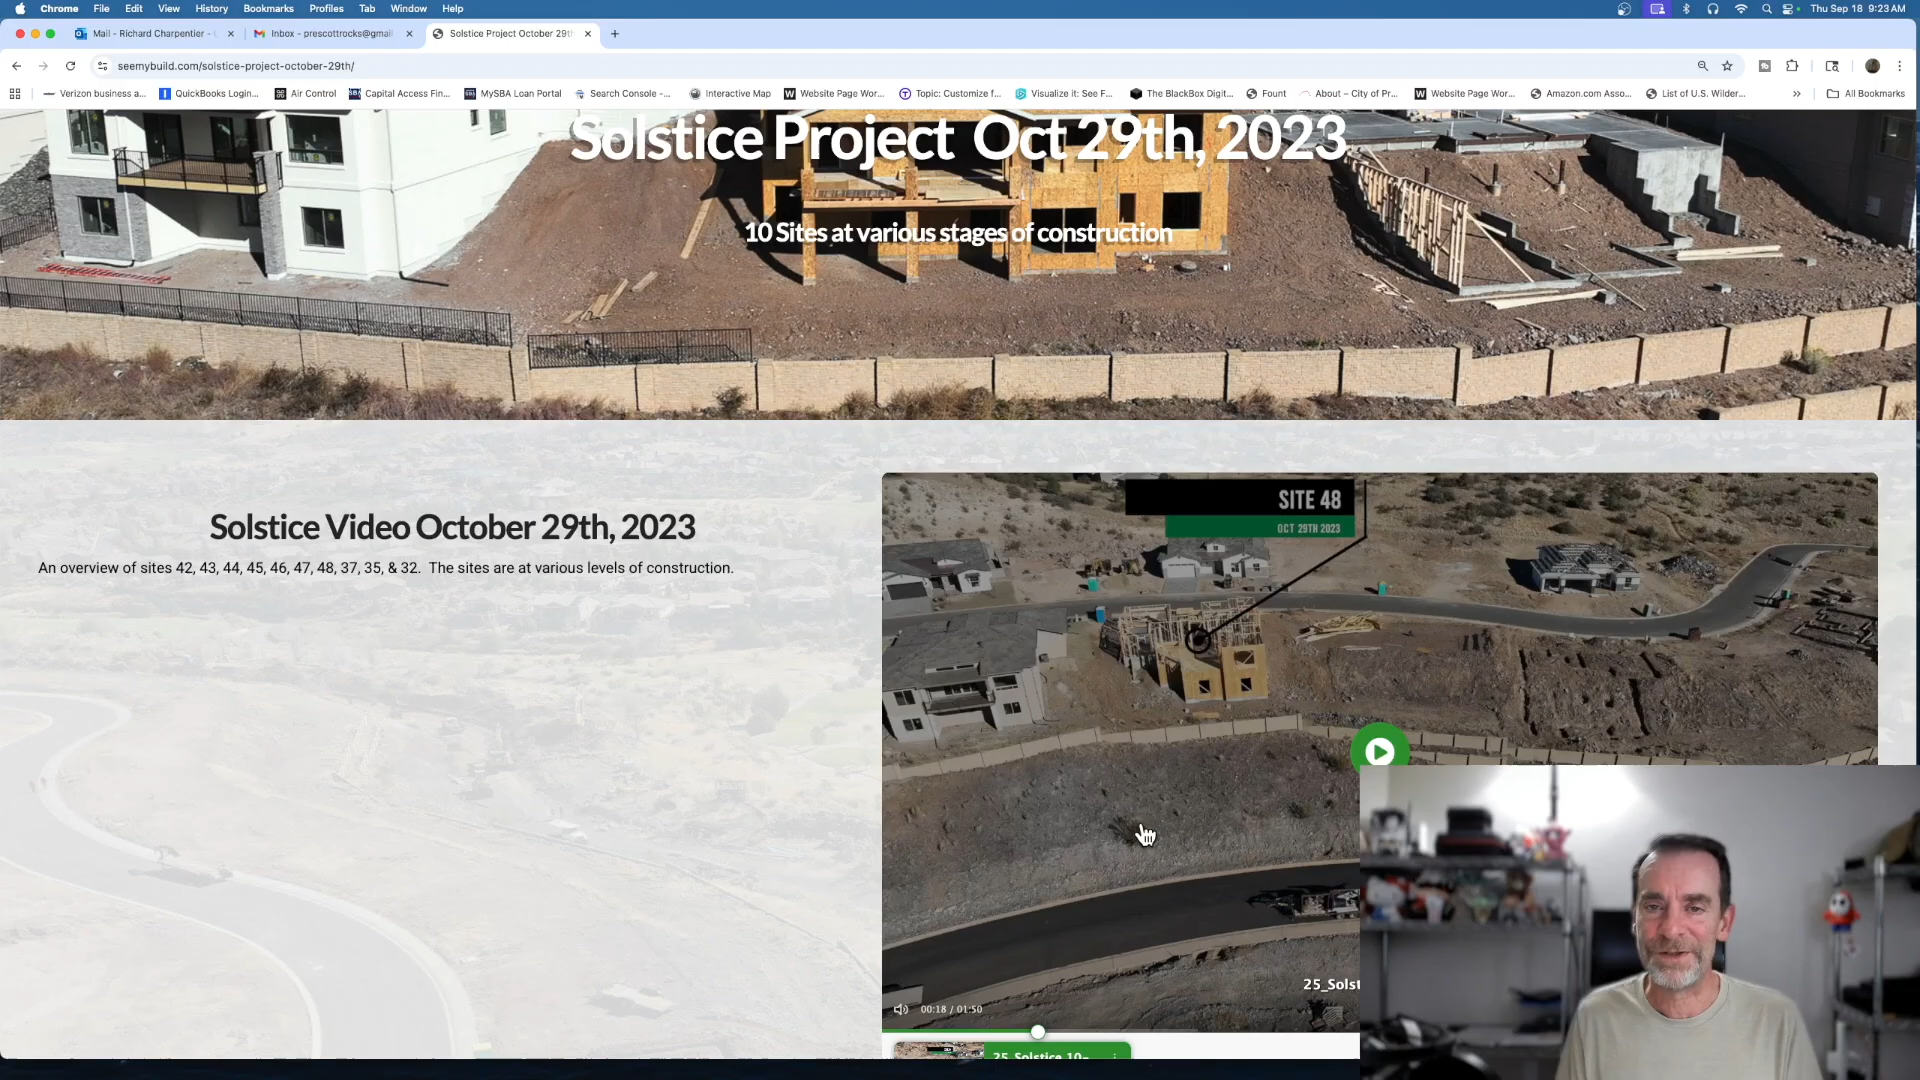 Chrome File Edit View History Bookmarks Profiles Tab Window Help Thu Sep 18 9:23 AM
Mail - Richard Charpentier - Inbox - prescottrocks@gmai Solstice Project October 29th
seemybuild.com/solstice-project-october-29th/
Verizon business a... QuickBooks Login... Air Control Capital Access Fin... MySBA Loan Portal Search Console -... Interactive Map Website Page Wor... Topic: Customize f... Visualize it: See F... The BlackBox Digit... Fount About – City of Pr... Website Page Wor... Amazon.com Asso... List of U.S. Wilder... » All Bookmarks
Solstice Project Oct 29th, 2023
10 Sites at various stages of construction
Solstice Video October 29th, 2023
An overview of sites 42, 43, 44, 45, 46, 47, 48, 37, 35, & 32. The sites are at various levels of construction.
SITE 48
OCT 29TH 2023
25_Solst
00:18 / 01:50
25_Solstice_10-